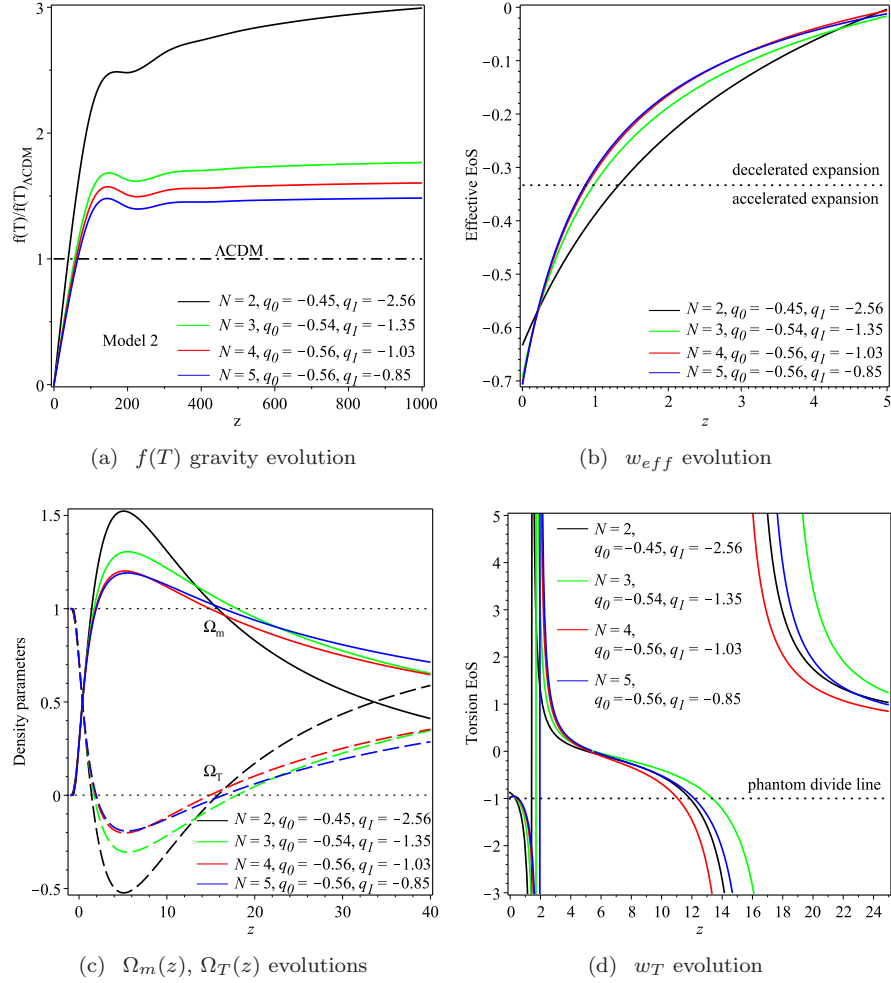 3
2
1
0
f(T)/f(T)ΛCDM
ΛCDM
Model 2
N = 2, q0 = −0.45, q1 = −2.56
N = 3, q0 = −0.54, q1 = −1.35
N = 4, q0 = −0.56, q1 = −1.03
N = 5, q0 = −0.56, q1 = −0.85
0 200 400 600 800 1000
z
(a) f(T) gravity evolution
0
−0.1
−0.2
−0.3
−0.4
−0.5
−0.6
−0.7
Effective EoS
decelerated expansion
accelerated expansion
N = 2, q0 = −0.45, q1 = −2.56
N = 3, q0 = −0.54, q1 = −1.35
N = 4, q0 = −0.56, q1 = −1.03
N = 5, q0 = −0.56, q1 = −0.85
0 1 2 3 4 5
z
(b) weff evolution
1.5
1
0.5
0
−0.5
Density parameters
Ωm
ΩT
N = 2, q0 = −0.45, q1 = −2.56
N = 3, q0 = −0.54, q1 = −1.35
N = 4, q0 = −0.56, q1 = −1.03
N = 5, q0 = −0.56, q1 = −0.85
0 10 20 30 40
z
(c) Ωm(z), ΩT(z) evolutions
5
4
3
2
1
0
−1
−2
−3
Torsion EoS
N = 2,
q0=−0.45, q1 = −2.56
N = 3,
q0=−0.54, q1 = −1.35
N = 4,
q0=−0.56, q1 = −1.03
N = 5,
q0=−0.56, q1 = −0.85
phantom divide line
0 2 4 6 8 10 12 14 16 18 20 22 24
z
(d) wT evolution